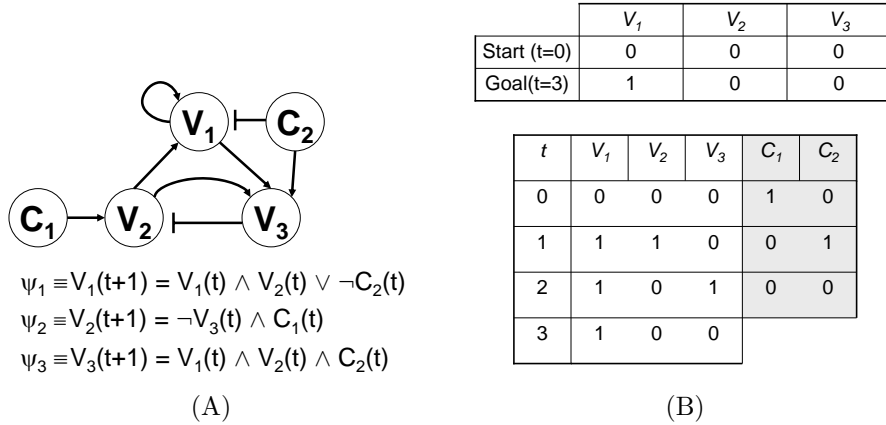 V₁
C₂
C₁
V₂
V₃
ψ₁ ≡V₁(t+1) = V₁(t) ∧ V₂(t) ∨ ¬C₂(t)
ψ₂ ≡V₂(t+1) = ¬V₃(t) ∧ C₁(t)
ψ₃ ≡V₃(t+1) = V₁(t) ∧ V₂(t) ∧ C₂(t)
(A)
V₁ V₂ V₃
Start (t=0) 0 0 0
Goal(t=3) 1 0 0
t V₁ V₂ V₃ C₁ C₂
0 0 0 0 1 0
1 1 1 0 0 1
2 1 0 1 0 0
3 1 0 0
(B)